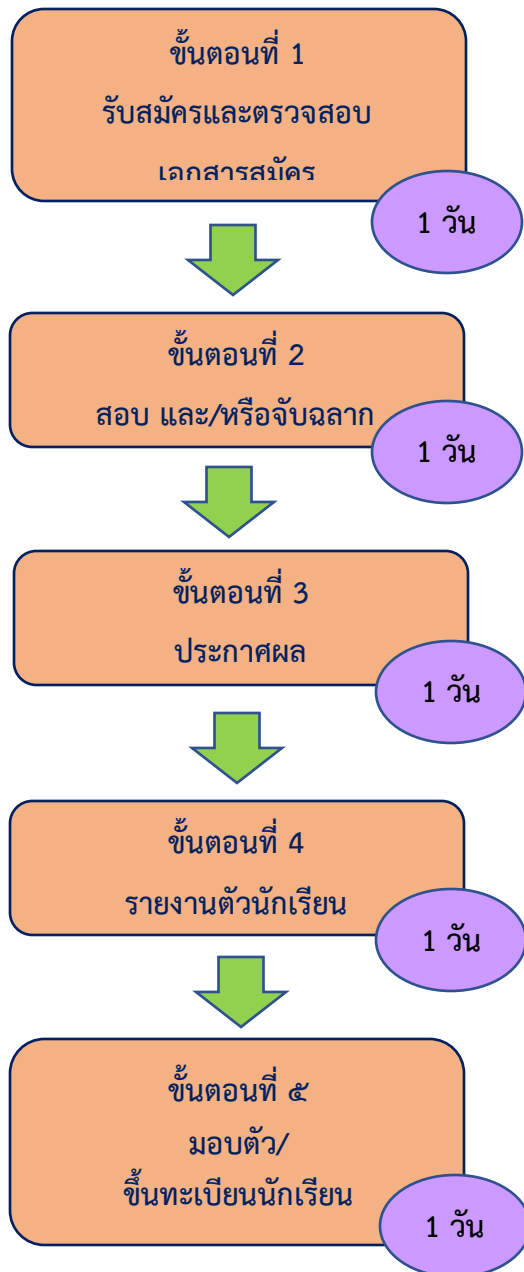 ขั้นตอนที่ 1
รับสมัครและตรวจสอบ
เอกสารสมัคร
1 วัน
ขั้นตอนที่ 2
สอบ และ/หรือจับฉลาก
1 วัน
ขั้นตอนที่ 3
ประกาศผล
1 วัน
ขั้นตอนที่ 4
รายงานตัวนักเรียน
1 วัน
ขั้นตอนที่ ๕
มอบตัว/
ขึ้นทะเบียนนักเรียน
1 วัน